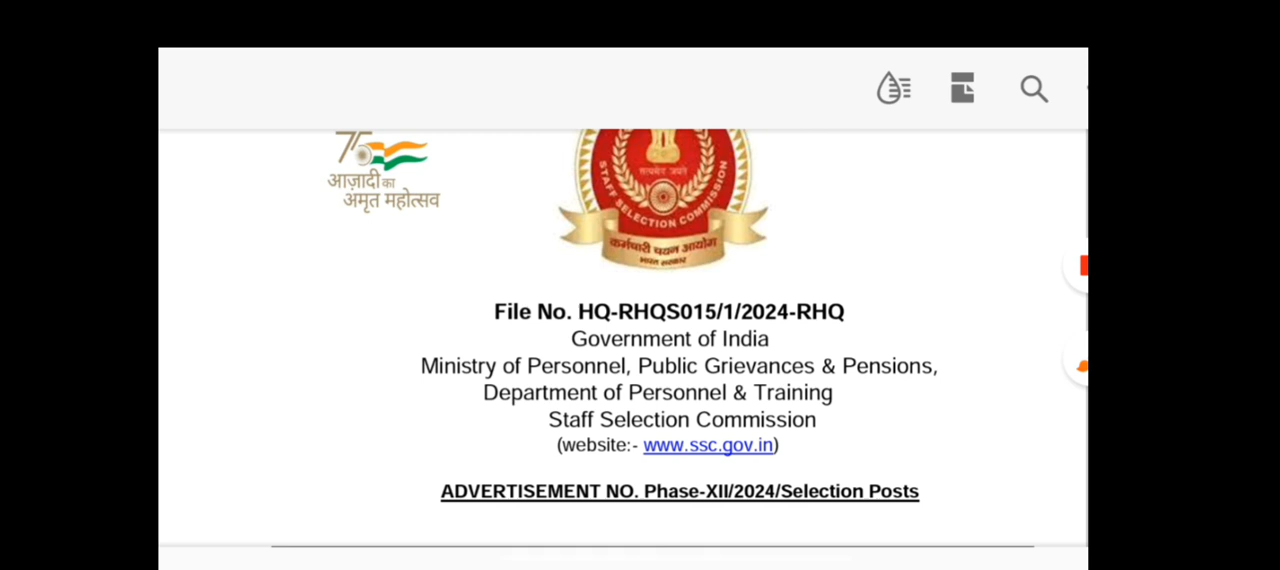 75
आज़ादी का
अमृत महोत्सव
सत्यमेव जयते
STAFF SELECTION COMMISSION
कर्मचारी चयन आयोग
भारत सरकार
File No. HQ-RHQS015/1/2024-RHQ
Government of India
Ministry of Personnel, Public Grievances & Pensions,
Department of Personnel & Training
Staff Selection Commission
(website:- www.ssc.gov.in)
ADVERTISEMENT NO. Phase-XII/2024/Selection Posts